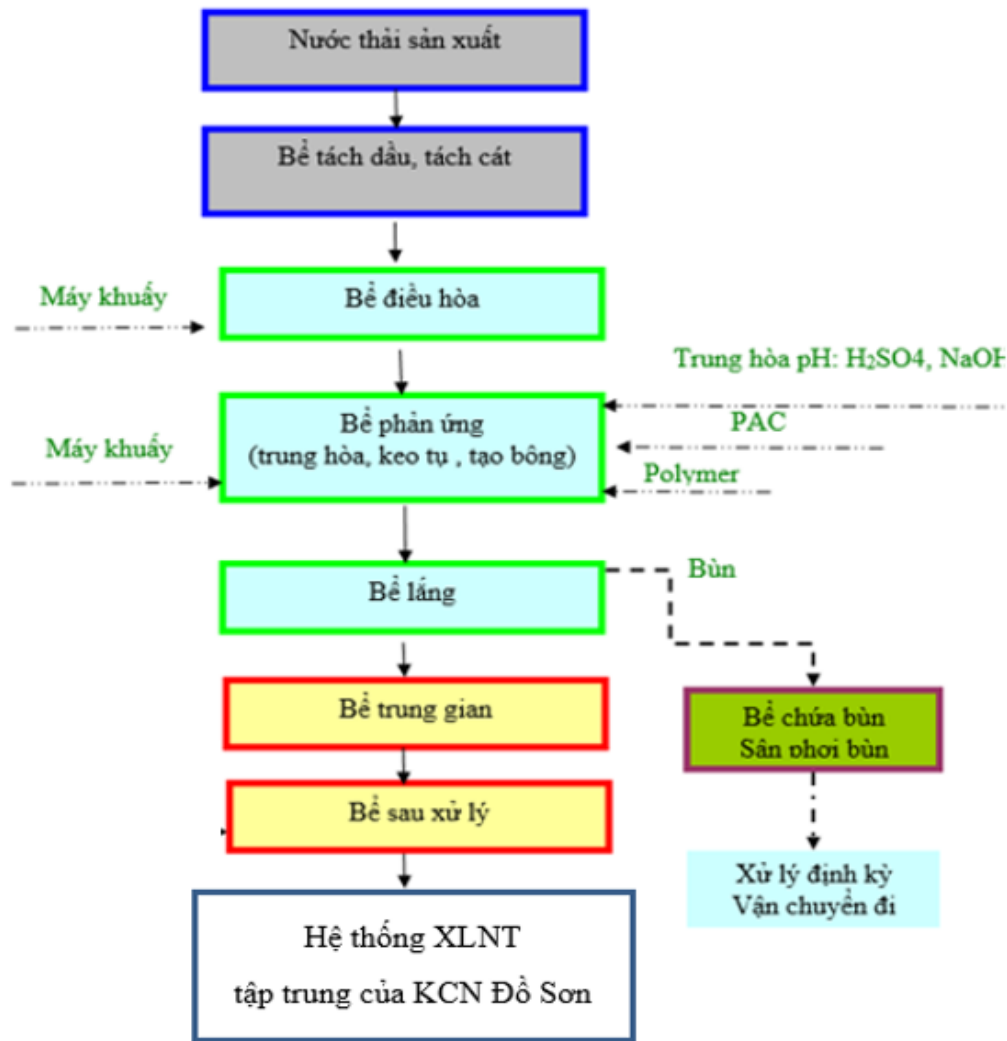 Nước thải sản xuất
Bể tách dầu, tách cát
Máy khuấy
Bể điều hòa
Trung hòa pH: H₂SO4, NaOH
Bể phản ứng
(trung hòa, keo tụ , tạo bông)
PAC
Máy khuấy
Polymer
Bể lắng
Bùn
Bể trung gian
Bể chứa bùn
Sân phơi bùn
Bể sau xử lý
Xử lý định kỳ
Vận chuyển đi
Hệ thống XLNT
tập trung của KCN Đồ Sơn